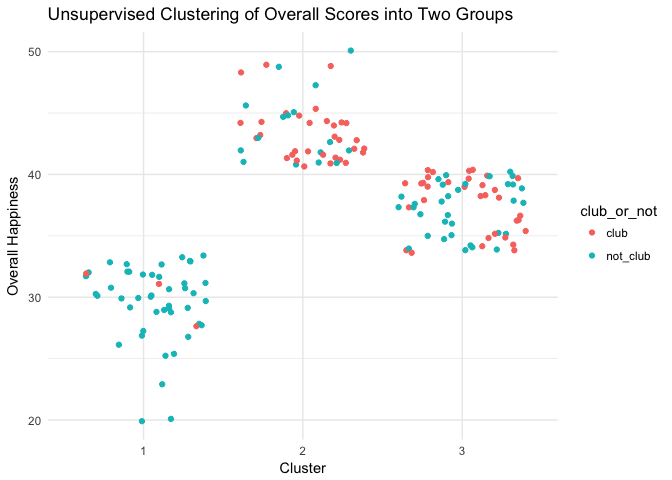 Unsupervised Clustering of Overall Scores into Two Groups
50
40
30
20
Overall Happiness
1
2
3
Cluster
club_or_not
club
not_club